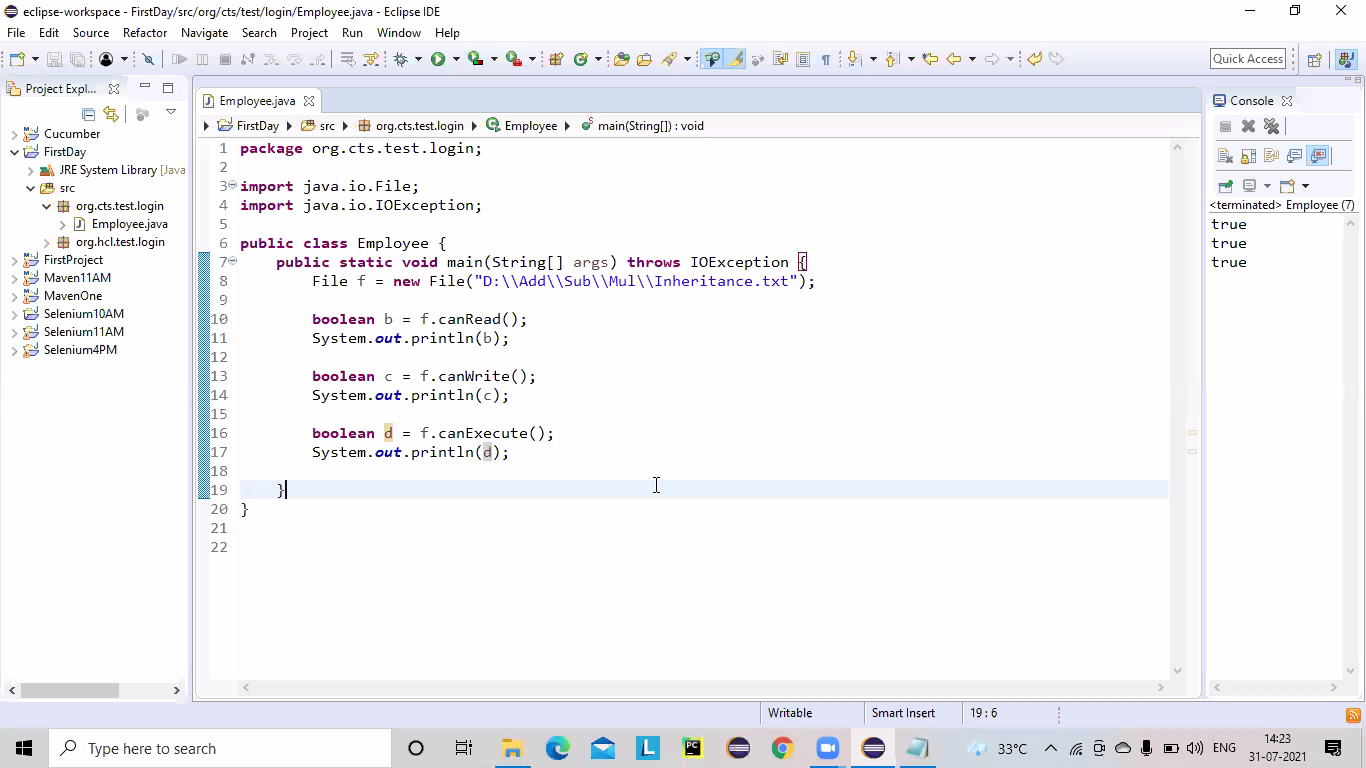 eclipse-workspace - FirstDay/src/org/cts/test/login/Employee.java - Eclipse IDE
File Edit Source Refactor Navigate Search Project Run Window Help
Quick Access
Project Expl...
Cucumber
FirstDay
JRE System Library [Java
src
org.cts.test.login
Employee.java
org.hcl.test.login
FirstProject
Maven11AM
MavenOne
Selenium10AM
Selenium11AM
Selenium4PM
Employee.java
FirstDay src org.cts.test.login Employee main(String[]) : void
1 package org.cts.test.login;
2
3 import java.io.File;
4 import java.io.IOException;
5
6 public class Employee {
7 public static void main(String[] args) throws IOException {
8 File f = new File("D:\\Add\\Sub\\Mul\\Inheritance.txt");
9
10 boolean b = f.canRead();
11 System.out.println(b);
12
13 boolean c = f.canWrite();
14 System.out.println(c);
15
16 boolean d = f.canExecute();
17 System.out.println(d);
18
19 }
20 }
21
22
Console
<terminated> Employee (7)
true
true
true
Writable Smart Insert 19 : 6
Type here to search
L
PC
33°C
ENG
14:23
31-07-2021